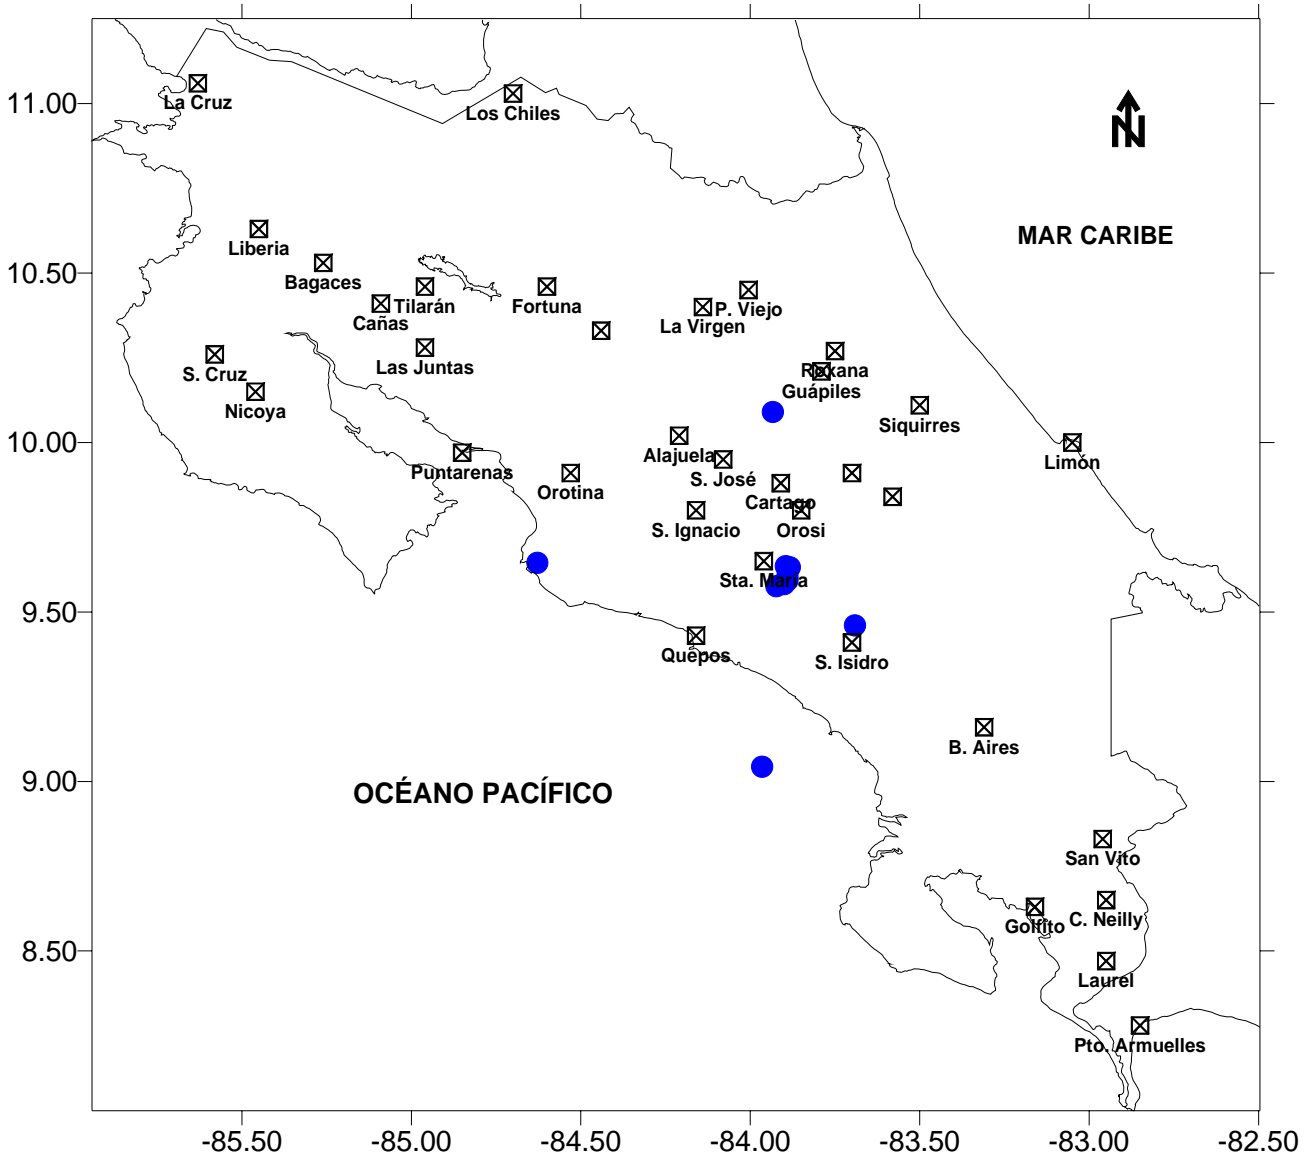 11.00
10.50
10.00
9.50
9.00
8.50
La Cruz
Los Chiles
N
MAR CARIBE
Liberia
Bagaces
Tilarán
Cañas
Fortuna
P. Viejo
La Virgen
Las Juntas
S. Cruz
Nicoya
Roxana
Guápiles
Siquirres
Limón
Puntarenas
Orotina
Alajuela
S. José
Cartago
S. Ignacio
Orosi
Sta. María
Quepos
S. Isidro
B. Aires
OCÉANO PACÍFICO
San Vito
C. Neilly
Golfito
Laurel
Pto. Armuelles
-85.50
-85.00
-84.50
-84.00
-83.50
-83.00
-82.50